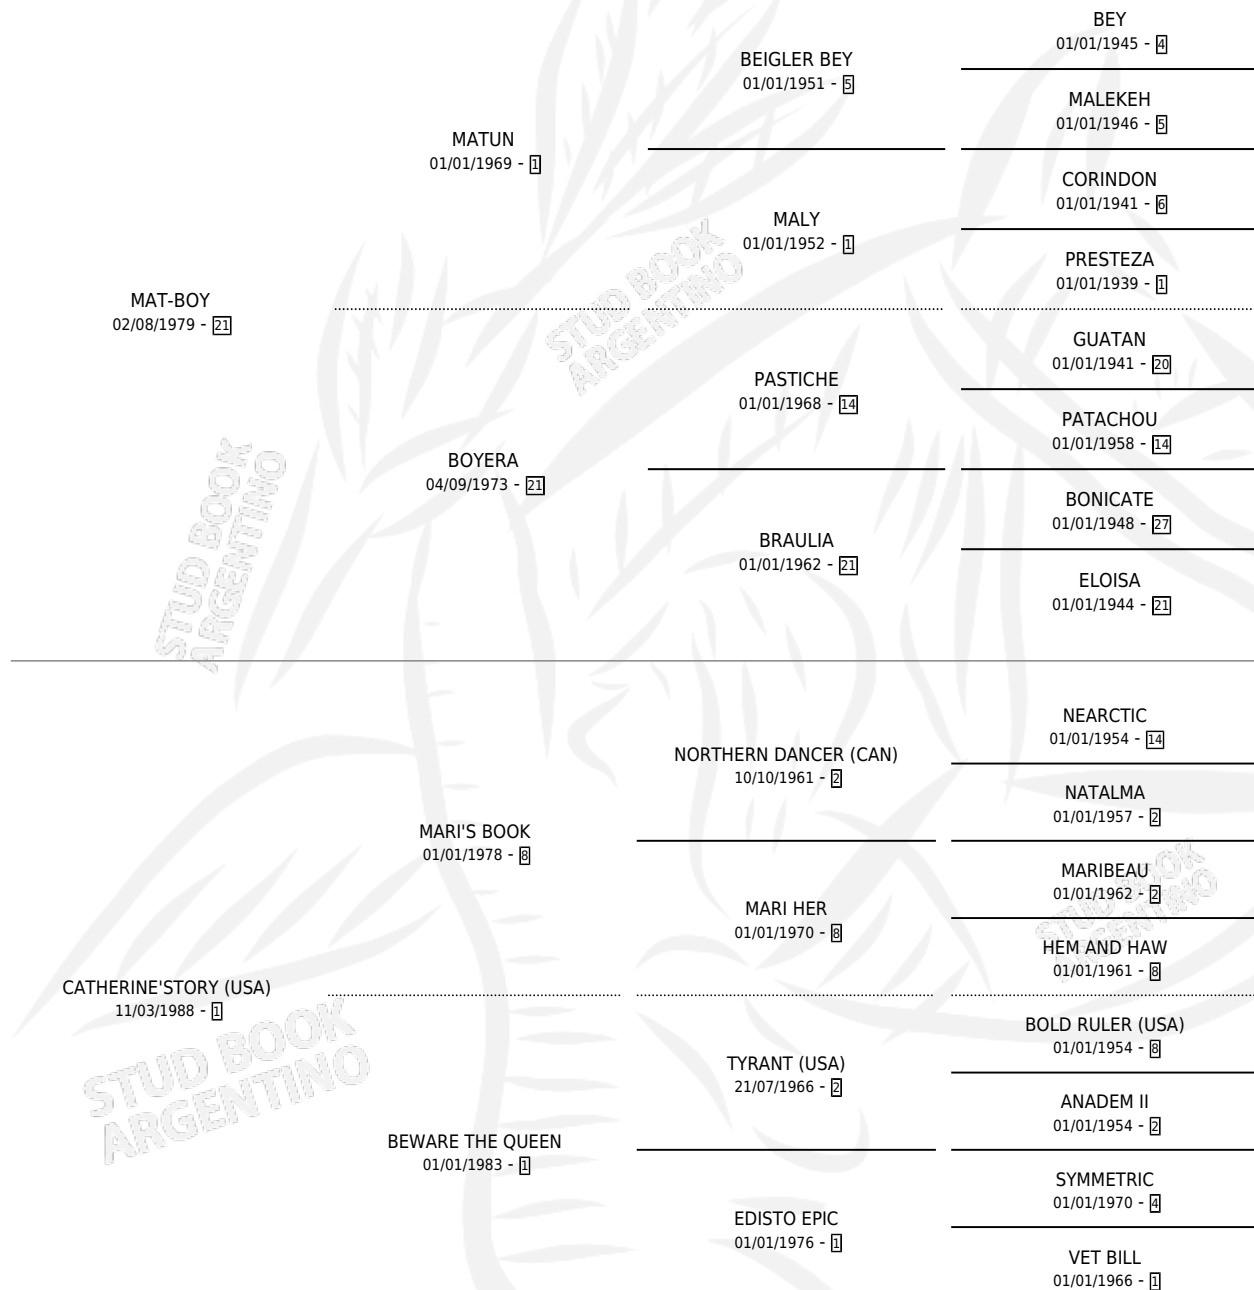 BEY
01/01/1945 - 4
BEIGLER BEY
01/01/1951 - 5
MALEKEH
01/01/1946 - 5
MATUN
01/01/1969 - 1
CORINDON
01/01/1941 - 6
MALY
01/01/1952 - 1
PRESTEZA
01/01/1939 - 1
MAT-BOY
02/08/1979 - 21
GUATAN
01/01/1941 - 20
PASTICHE
01/01/1968 - 14
PATACHOU
01/01/1958 - 14
BOYERA
04/09/1973 - 21
BONICATE
01/01/1948 - 27
BRAULIA
01/01/1962 - 21
ELOISA
01/01/1944 - 21
NEARCTIC
01/01/1954 - 14
NORTHERN DANCER (CAN)
10/10/1961 - 2
NATALMA
01/01/1957 - 2
MARI'S BOOK
01/01/1978 - 8
MARIBEAU
01/01/1962 - 2
MARI HER
01/01/1970 - 8
HEM AND HAW
01/01/1961 - 8
CATHERINE'STORY (USA)
11/03/1988 - 1
BOLD RULER (USA)
01/01/1954 - 8
TYRANT (USA)
21/07/1966 - 2
ANADEM II
01/01/1954 - 2
BEWARE THE QUEEN
01/01/1983 - 1
SYMMETRIC
01/01/1970 - 4
EDISTO EPIC
01/01/1976 - 1
VET BILL
01/01/1966 - 1
STUD BOOK
ARGENTINO
STUD BOOK
ARGENTINO
STUD BOOK
ARGENTINO
STUD BOOK
ARGENTINO